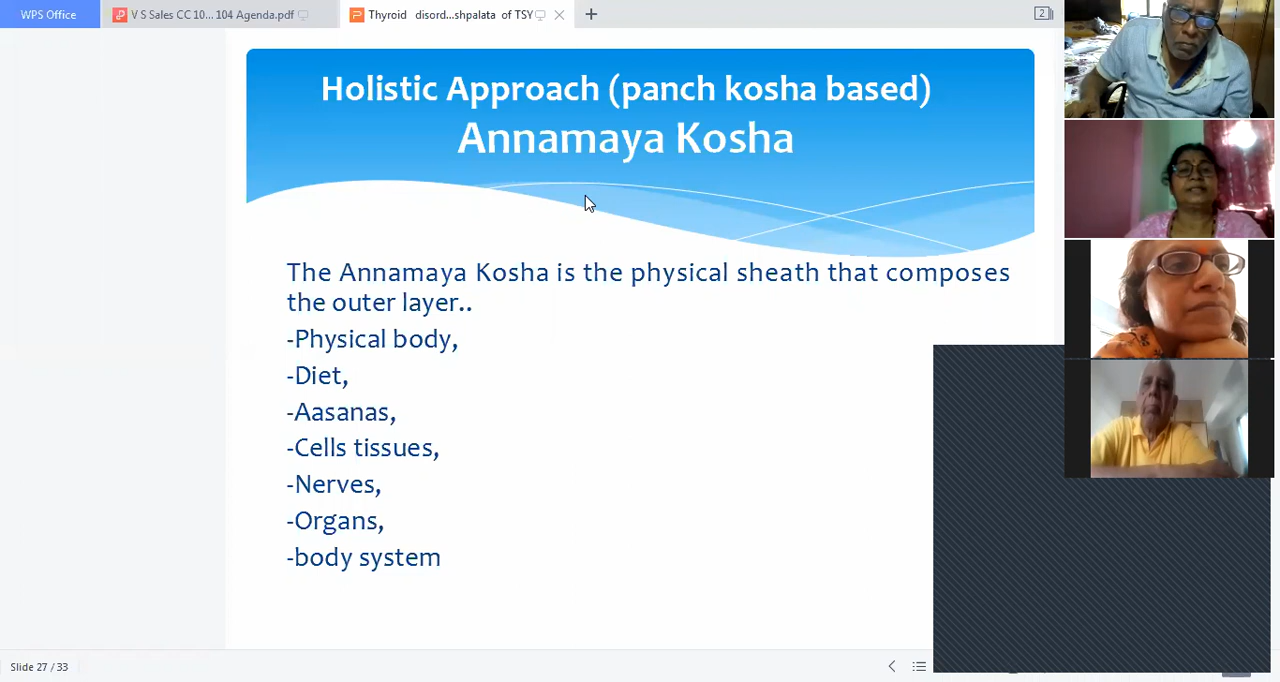 WPS Office
V S Sales CC 10... 104 Agenda.pdf
Thyroid disord...shpalata of TSY
2
Holistic Approach (panch kosha based)
Annamaya Kosha
The Annamaya Kosha is the physical sheath that composes
the outer layer..
-Physical body,
-Diet,
-Aasanas,
-Cells tissues,
-Nerves,
-Organs,
-body system
Slide 27 / 33